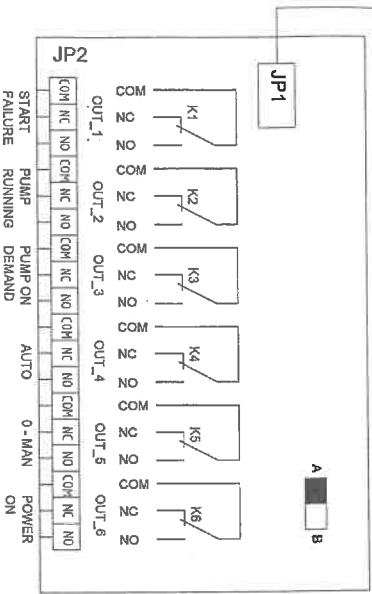 JP2
JP1
COM NC NO COM NC NO COM NC NO COM NC NO COM NC NO COM NC NO
START FAILURE
PUMP RUNNING
PUMP ON DEMAND
AUTO
0 - MAN
POWER ON
OUT_1
COM
NC
NO
K1
OUT_2
COM
NC
NO
K2
OUT_3
COM
NC
NO
K3
OUT_4
COM
NC
NO
K4
OUT_5
COM
NC
NO
K5
OUT_6
COM
NC
NO
K6
A
B